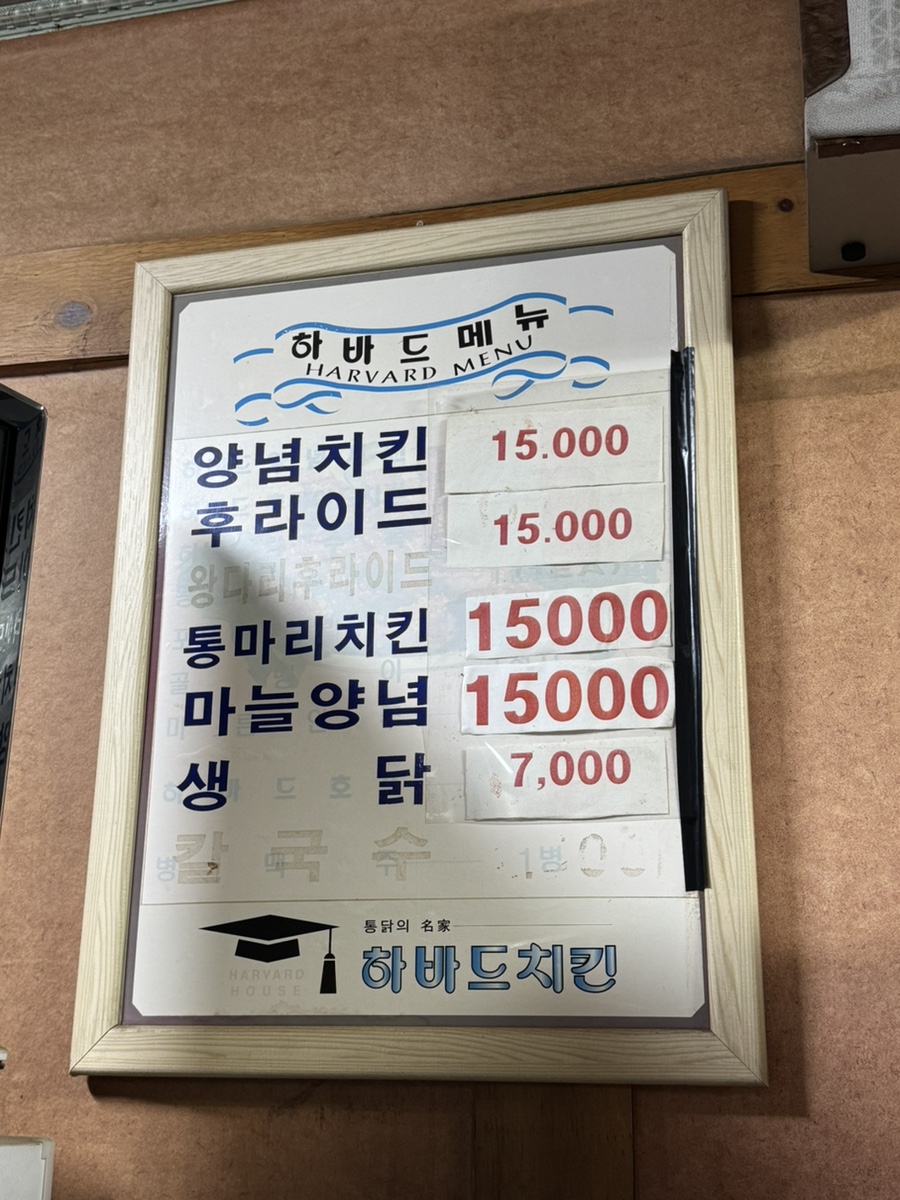 하바드메뉴
HARVARD MENU
양념치킨 15.000
후라이드 15.000
왕다리후라이드
통마리치킨 15000
마늘양념 15000
생 닭 7,000
칼국수
통닭의 名家
하바드치킨
HARVARD
HOUSE